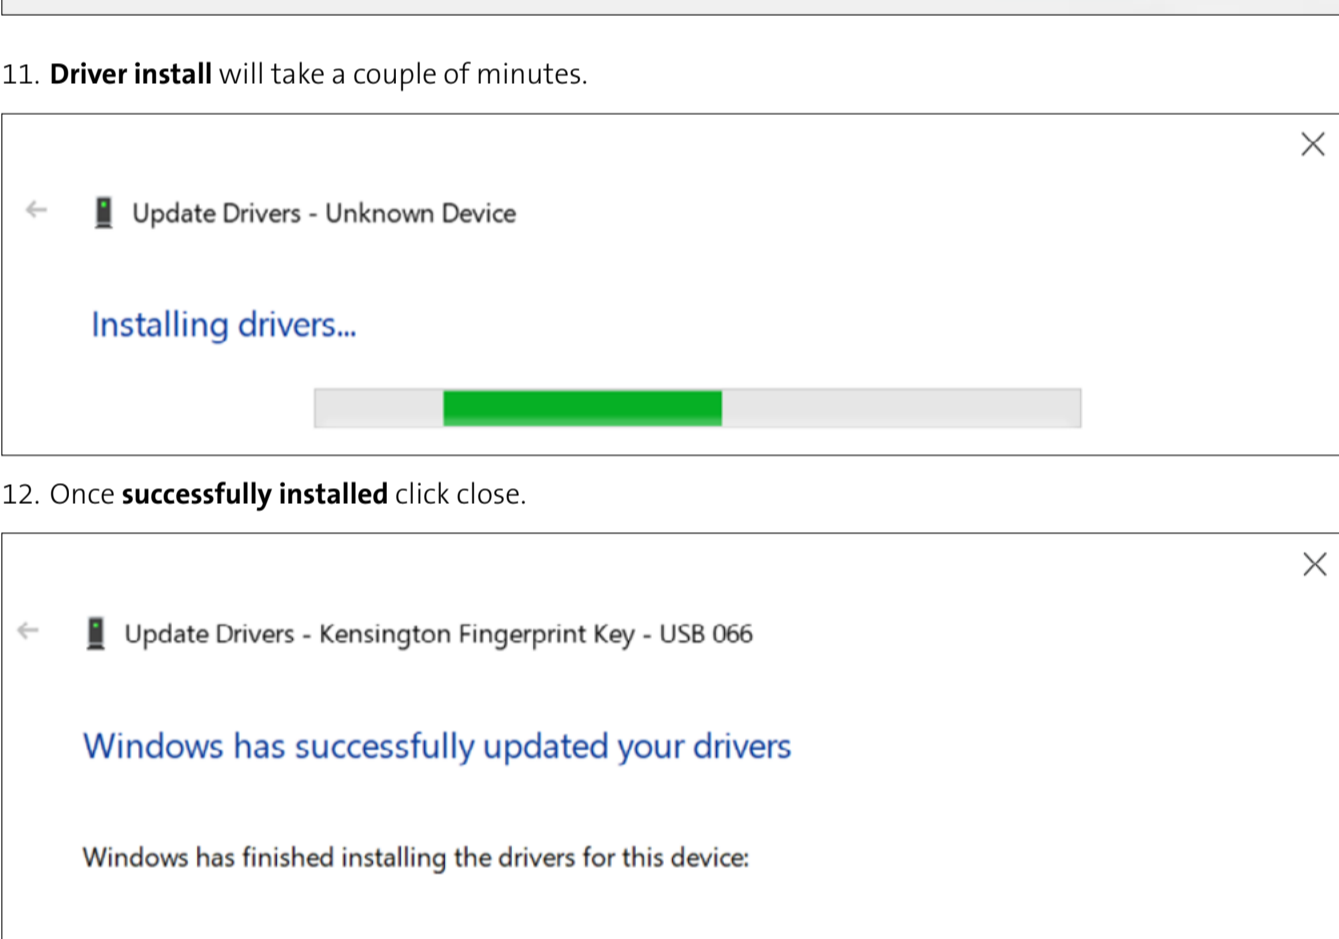 11. Driver install will take a couple of minutes.
Update Drivers - Unknown Device
Installing drivers...
12. Once successfully installed click close.
Update Drivers - Kensington Fingerprint Key - USB 066
Windows has successfully updated your drivers
Windows has finished installing the drivers for this device: